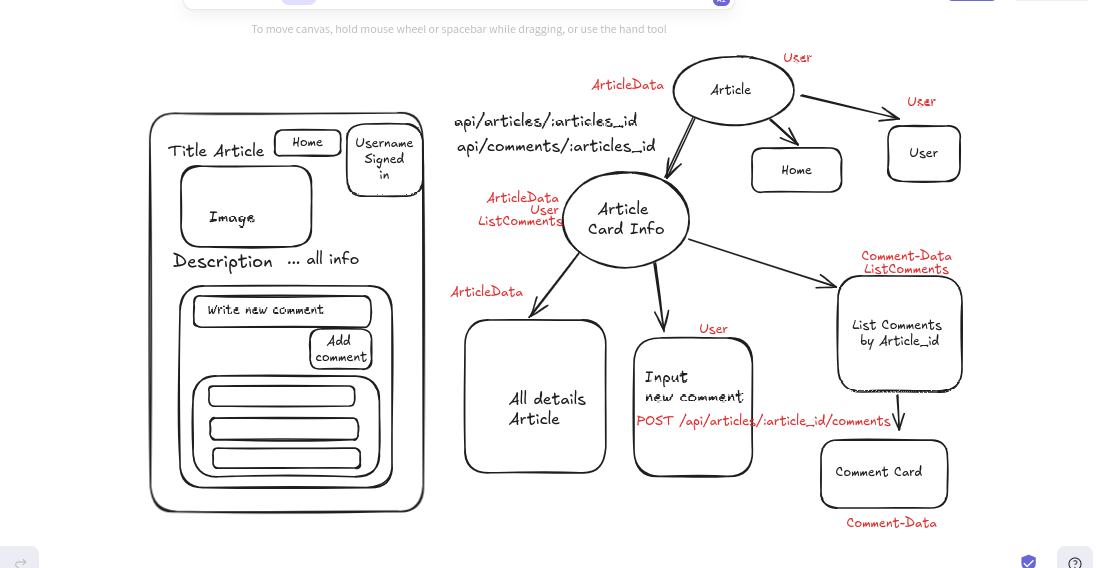 To move canvas, hold mouse wheel or spacebar while dragging, or use the hand tool
Title Article
Home
Username
Signed
in
Image
Description ... all info
Write new comment
Add
comment
api/articles/:articles_id
api/comments/:articles_id
ArticleData
User
Article
User
User
Home
ArticleData
User
ListComments
Article
Card Info
ArticleData
All details
Article
User
Input
new comment
POST /api/articles/:article_id/comments
Comment-Data
ListComments
List Comments
by Article_id
Comment Card
Comment-Data